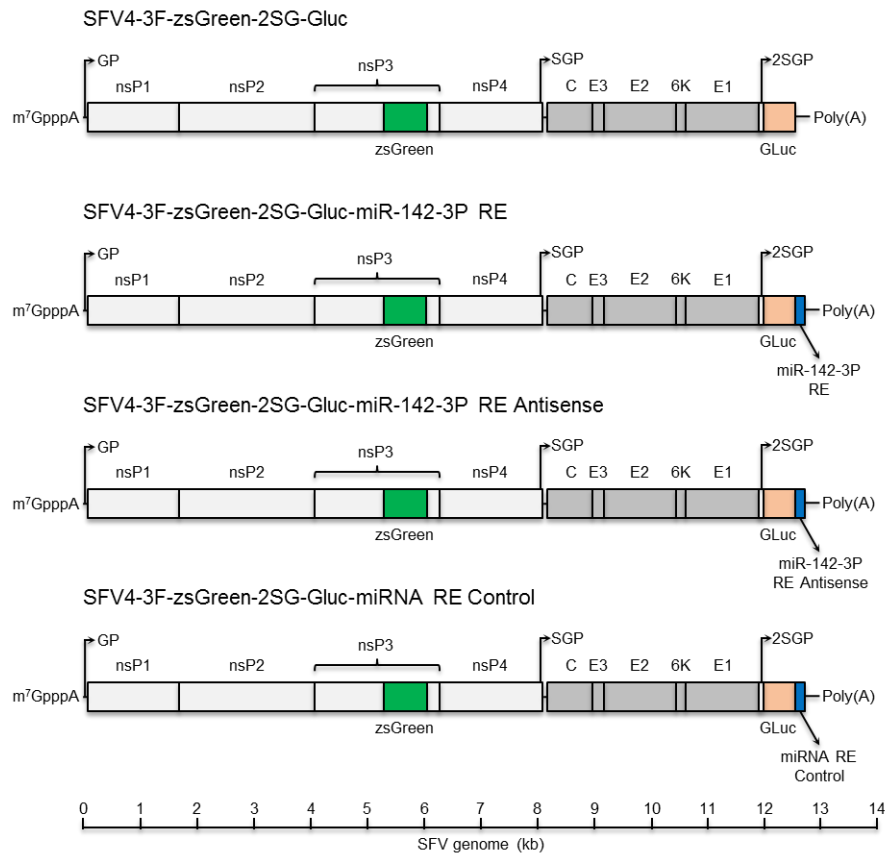 SFV4-3F-zsGreen-2SG-Gluc
GP
nsP1
nsP2
nsP3
nsP4
SGP
C E3 E2 6K E1
2SGP
m⁷GpppA
Poly(A)
zsGreen
GLuc
SFV4-3F-zsGreen-2SG-Gluc-miR-142-3P RE
GP
nsP1
nsP2
nsP3
nsP4
SGP
C E3 E2 6K E1
2SGP
m⁷GpppA
Poly(A)
zsGreen
GLuc
miR-142-3P
RE
SFV4-3F-zsGreen-2SG-Gluc-miR-142-3P RE Antisense
GP
nsP1
nsP2
nsP3
nsP4
SGP
C E3 E2 6K E1
2SGP
m⁷GpppA
Poly(A)
zsGreen
GLuc
miR-142-3P
RE Antisense
SFV4-3F-zsGreen-2SG-Gluc-miRNA RE Control
GP
nsP1
nsP2
nsP3
nsP4
SGP
C E3 E2 6K E1
2SGP
m⁷GpppA
Poly(A)
zsGreen
GLuc
miRNA RE
Control
0 1 2 3 4 5 6 7 8 9 10 11 12 13 14
SFV genome (kb)